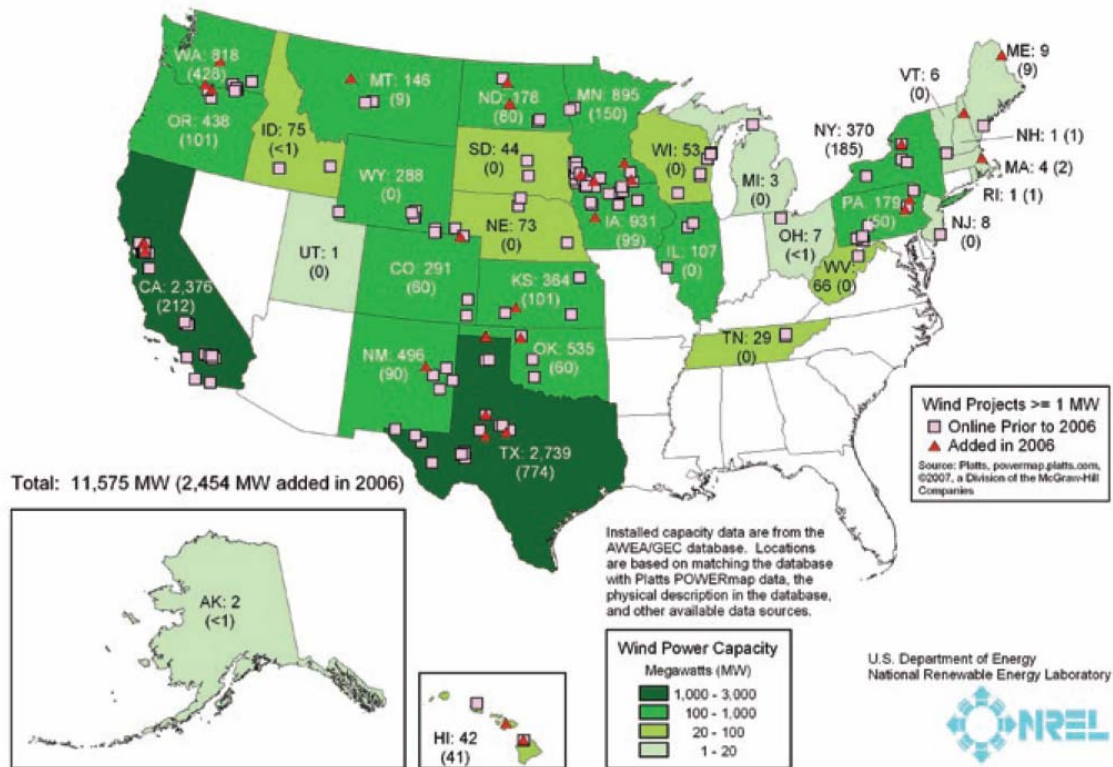 WA: 818
(428)
MT: 146
(9)
ND: 178
(80)
MN: 895
(150)
ME: 9
(9)
VT: 6
(0)
NH: 1 (1)
MA: 4 (2)
RI: 1 (1)
NY: 370
(185)
OR: 438
(101)
ID: 75
(<1)
SD: 44
(0)
WI: 53
(0)
MI: 3
(0)
WY: 288
(0)
IA: 931
(99)
PA: 179
(50)
NJ: 8
(0)
NE: 73
(0)
IL: 107
(0)
OH: 7
(<1)
WV:
66 (0)
UT: 1
(0)
CO: 291
(60)
KS: 364
(101)
CA: 2,376
(212)
TN: 29
(0)
NM: 496
(90)
OK: 535
(60)
TX: 2,739
(774)
Wind Projects >= 1 MW
Online Prior to 2006
Added in 2006
Source: Platts, powermap.platts.com,
©2007, a Division of the McGraw-Hill
Companies
Total: 11,575 MW (2,454 MW added in 2006)
Installed capacity data are from the
AWEA/GEC database. Locations
are based on matching the database
with Platts POWERmap data, the
physical description in the database,
and other available data sources.
AK: 2
(<1)
HI: 42
(41)
Wind Power Capacity
Megawatts (MW)
1,000 - 3,000
100 - 1,000
20 - 100
1 - 20
U.S. Department of Energy
National Renewable Energy Laboratory
NREL